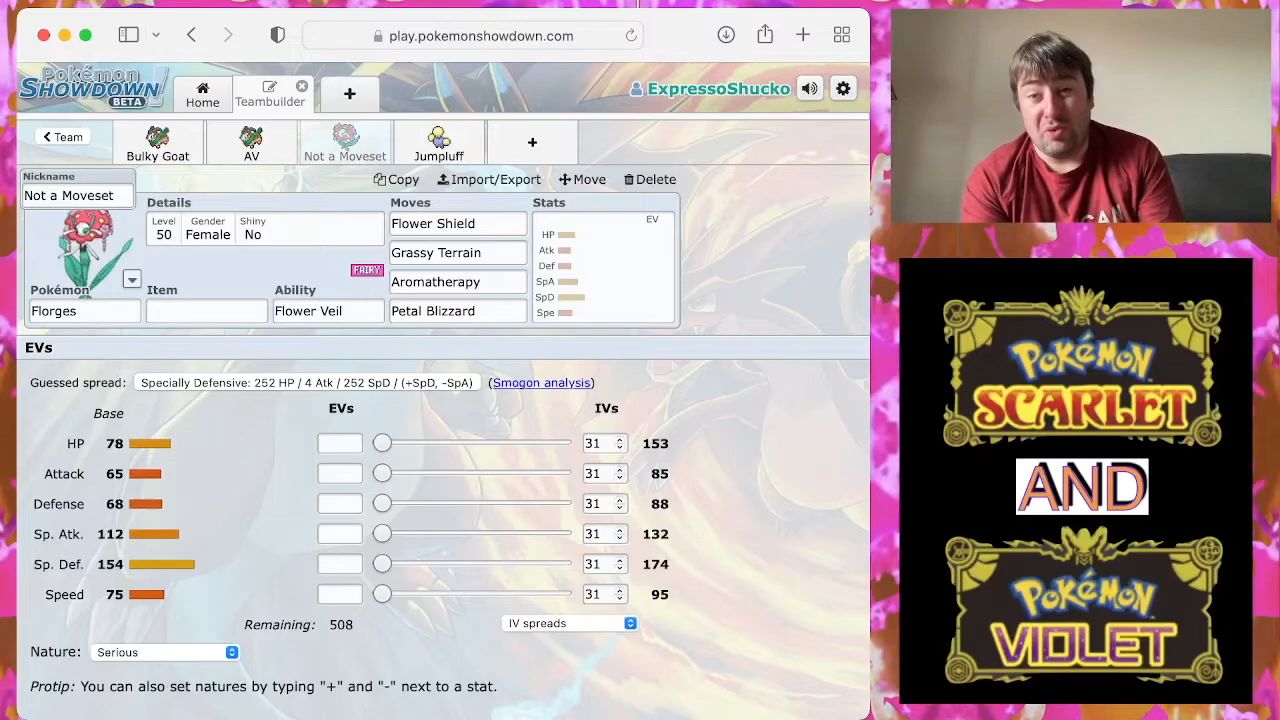 play.pokemonshowdown.com
Pokémon
SHOWDOWN!
BETA
Home
Teambuilder
+
ExpressoShucko
< Team
Bulky Goat
AV
Not a Moveset
Jumpluff
+
Nickname
Not a Moveset
Copy
Import/Export
Move
Delete
Details
Level
50
Gender
Female
Shiny
No
FAIRY
Pokémon
Florges
Item
Ability
Flower Veil
Moves
Flower Shield
Grassy Terrain
Aromatherapy
Petal Blizzard
Stats
EV
HP
Atk
Def
SpA
SpD
Spe
EVs
Guessed spread: Specially Defensive: 252 HP / 4 Atk / 252 SpD / (+SpD, -SpA) (Smogon analysis)
Base EVs IVs
HP 78 31 153
Attack 65 31 85
Defense 68 31 88
Sp. Atk. 112 31 132
Sp. Def. 154 31 174
Speed 75 31 95
Remaining: 508 IV spreads
Nature: Serious
Protip: You can also set natures by typing "+" and "-" next to a stat.
POKéMON
SCARLET
AND
POKéMON
VIOLET